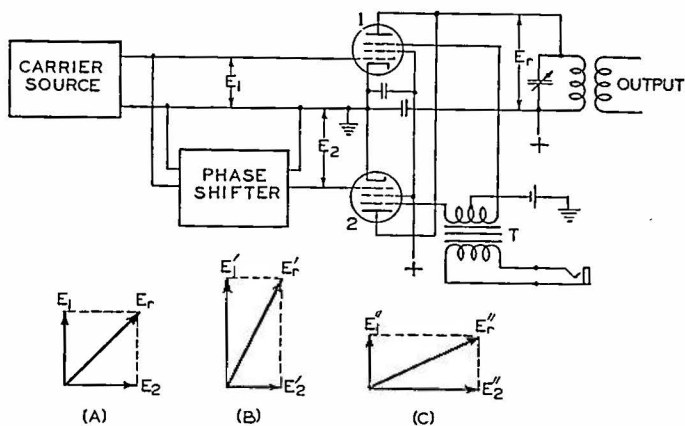 CARRIER
SOURCE
E1
PHASE
SHIFTER
E2
1
2
Er
OUTPUT
T
E1
Er
E2
(A)
E1'
Er'
E2'
(B)
E1"
Er"
E2"
(C)